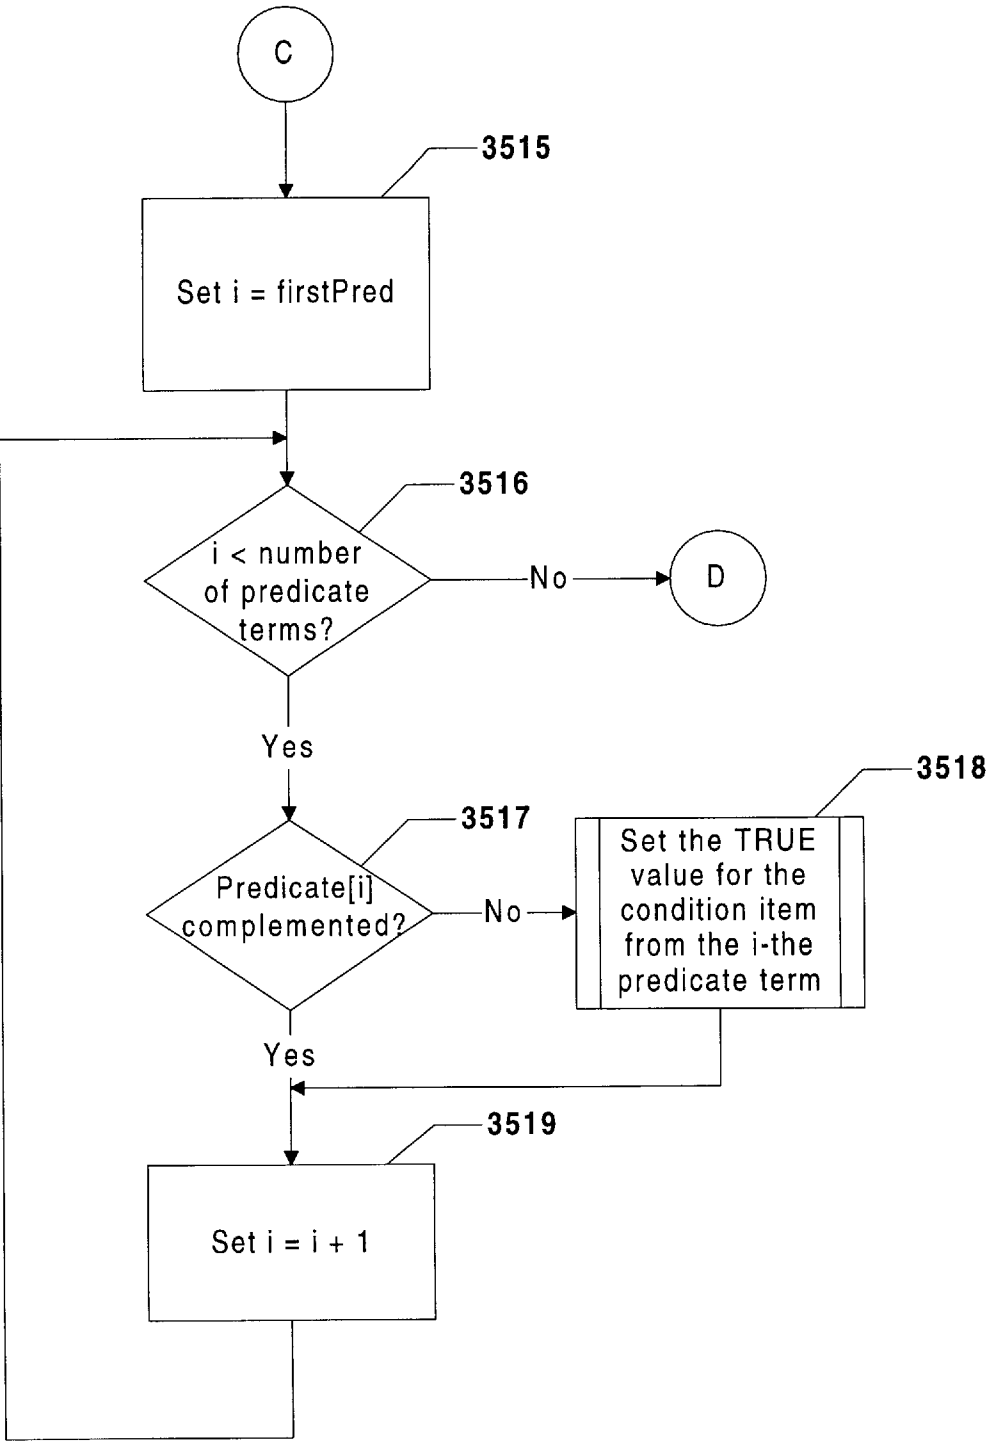 C
3515
Set i = firstPred
3516
i < number
of predicate
terms?
No
D
Yes
3518
3517
Set the TRUE
value for the
condition item
from the i-the
predicate term
Predicate[i]
complemented?
No
Yes
3519
Set i = i + 1